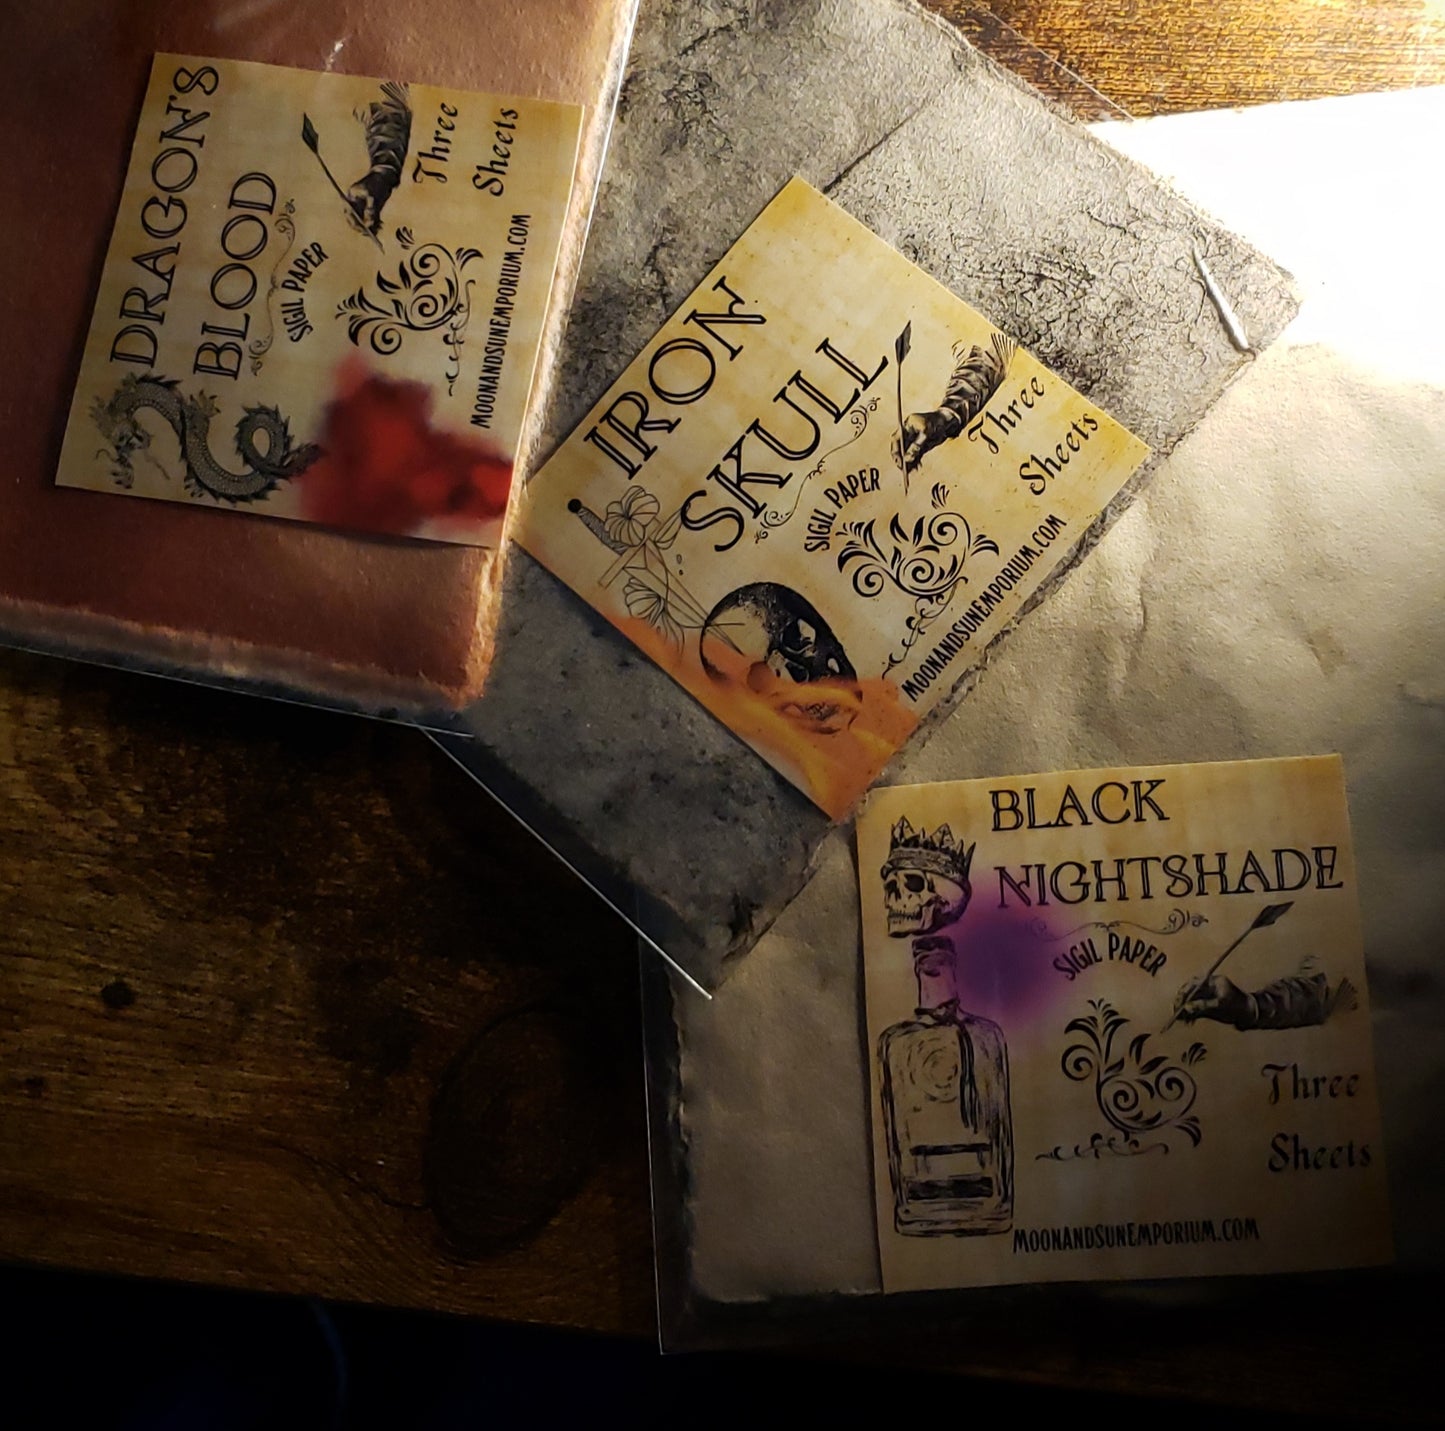 DRAGON'S
BLOOD
SIGIL PAPER
Three
Sheets
MOONANDSUNEMPORIUM.COM
IRON
SKULL
SIGIL PAPER
Three
Sheets
MOONANDSUNEMPORIUM.COM
BLACK
NIGHTSHADE
SIGIL PAPER
Three
Sheets
MOONANDSUNEMPORIUM.COM